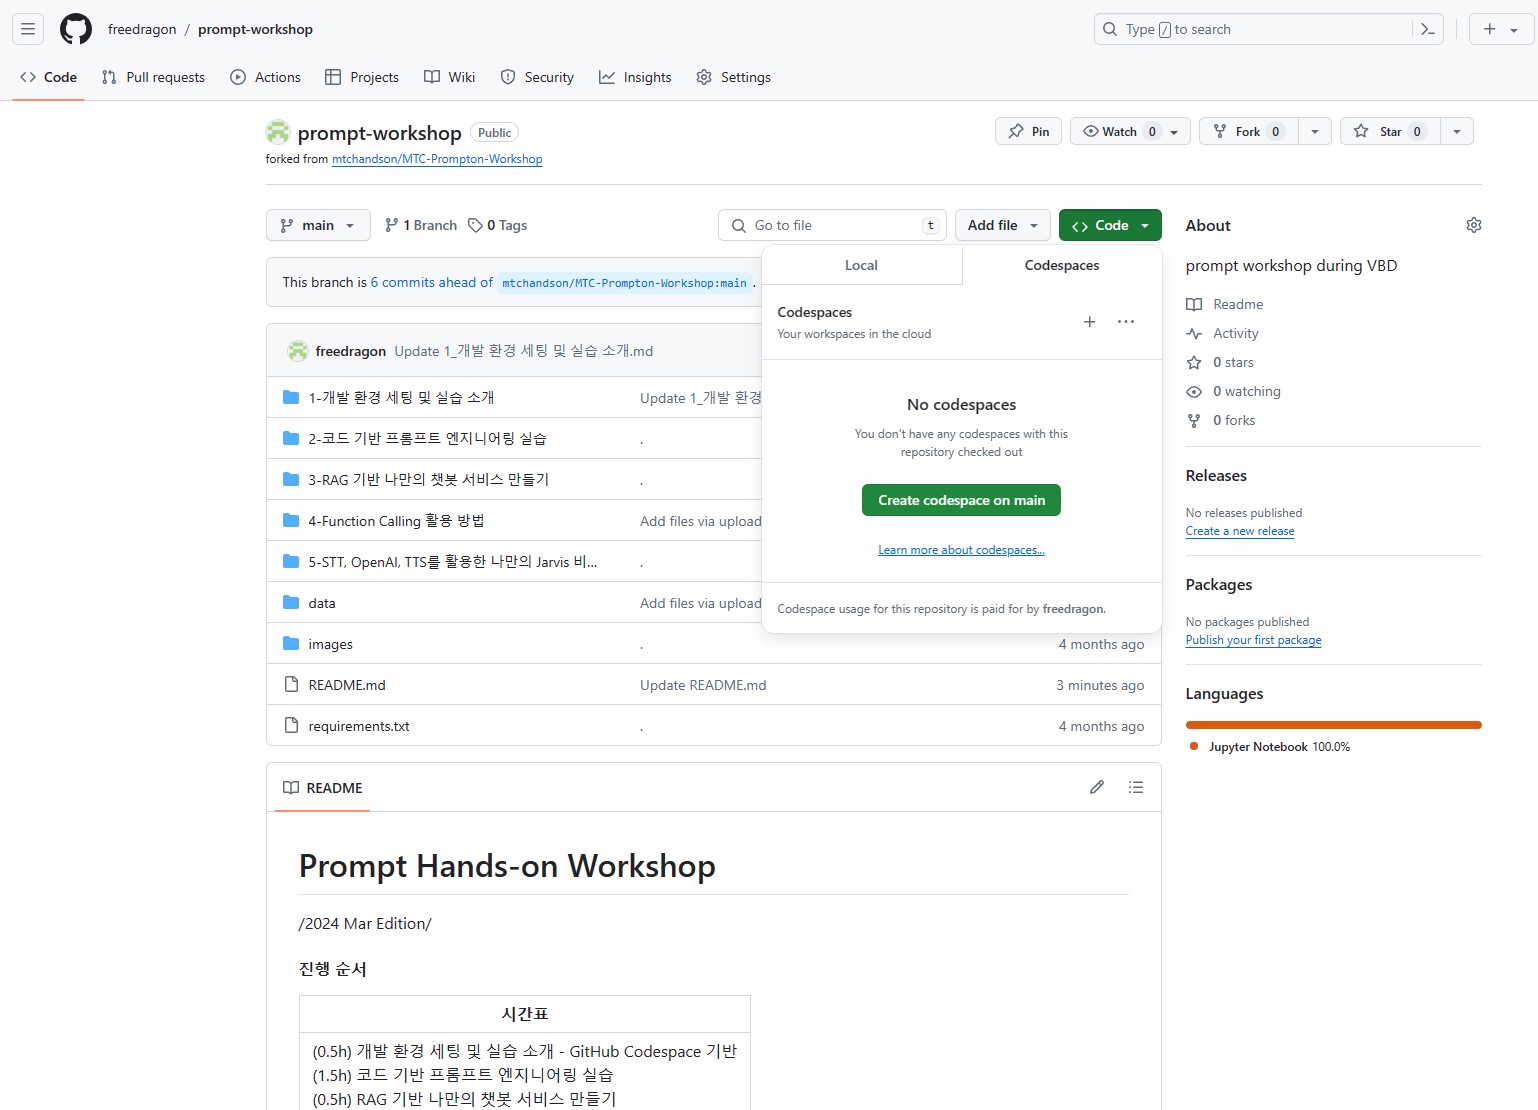 freedragon / prompt-workshop
Type / to search
Code
Pull requests
Actions
Projects
Wiki
Security
Insights
Settings
prompt-workshop Public
Pin
Watch 0
Fork 0
Star 0
forked from mtchandson/MTC-Prompton-Workshop
main
1 Branch
0 Tags
Go to file t
Add file
Code
This branch is 6 commits ahead of mtchandson/MTC-Prompton-Workshop:main .
freedragon Update 1_개발 환경 세팅 및 실습 소개.md
1-개발 환경 세팅 및 실습 소개 Update 1_개발 환경
2-코드 기반 프롬프트 엔지니어링 실습 .
3-RAG 기반 나만의 챗봇 서비스 만들기 .
4-Function Calling 활용 방법 Add files via upload
5-STT, OpenAI, TTS를 활용한 나만의 Jarvis 비... .
data Add files via upload
images . 4 months ago
README.md Update README.md 3 minutes ago
requirements.txt . 4 months ago
Local
Codespaces
Codespaces
Your workspaces in the cloud
No codespaces
You don't have any codespaces with this
repository checked out
Create codespace on main
Learn more about codespaces...
Codespace usage for this repository is paid for by freedragon.
README
Prompt Hands-on Workshop
/2024 Mar Edition/
진행 순서
시간표
(0.5h) 개발 환경 세팅 및 실습 소개 - GitHub Codespace 기반
(1.5h) 코드 기반 프롬프트 엔지니어링 실습
(0.5h) RAG 기반 나만의 챗봇 서비스 만들기
About
prompt workshop during VBD
Readme
Activity
0 stars
0 watching
0 forks
Releases
No releases published
Create a new release
Packages
No packages published
Publish your first package
Languages
Jupyter Notebook 100.0%